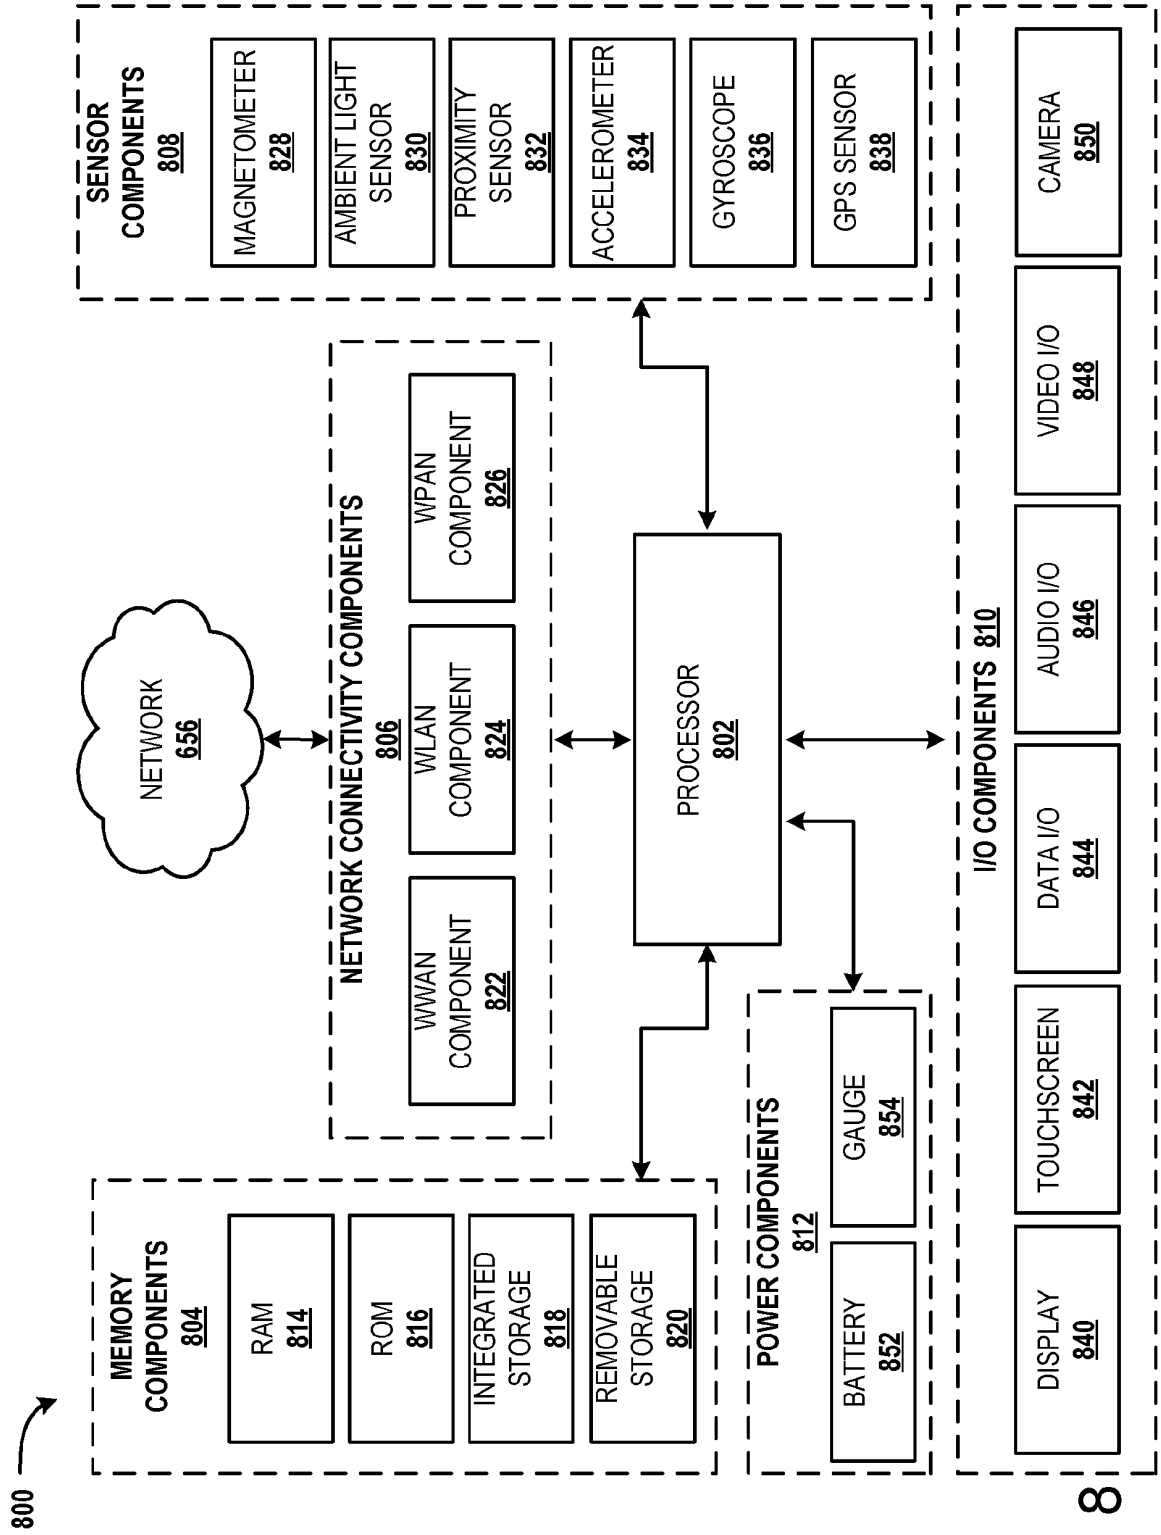 800
MEMORY
COMPONENTS
804
RAM
814
ROM
816
INTEGRATED
STORAGE
818
REMOVABLE
STORAGE
820
NETWORK
656
NETWORK CONNECTIVITY COMPONENTS
806
WWAN
COMPONENT
822
WLAN
COMPONENT
824
WPAN
COMPONENT
826
SENSOR
COMPONENTS
808
MAGNETOMETER
828
AMBIENT LIGHT
SENSOR
830
PROXIMITY
SENSOR
832
ACCELEROMETER
834
GYROSCOPE
836
GPS SENSOR
838
PROCESSOR
802
POWER COMPONENTS
812
BATTERY
852
GAUGE
854
I/O COMPONENTS 810
DISPLAY
840
TOUCHSCREEN
842
DATA I/O
844
AUDIO I/O
846
VIDEO I/O
848
CAMERA
850
8